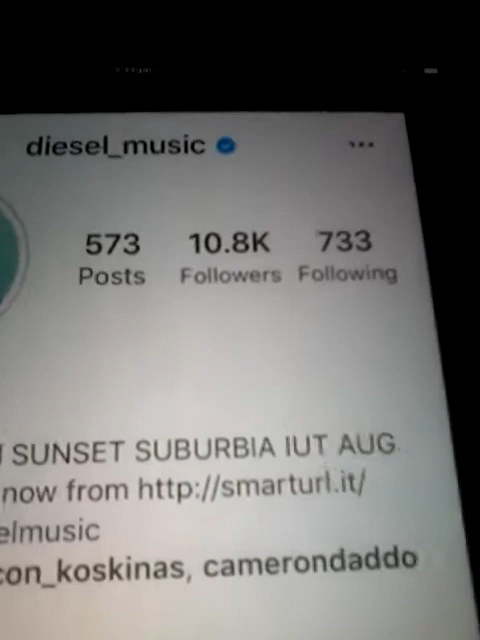 diesel_music
573 10.8K 733
Posts Followers Following
SUNSET SUBURBIA IUT AUG.
now from http://smarturl.it/
elmusic
con_koskinas, camerondaddo